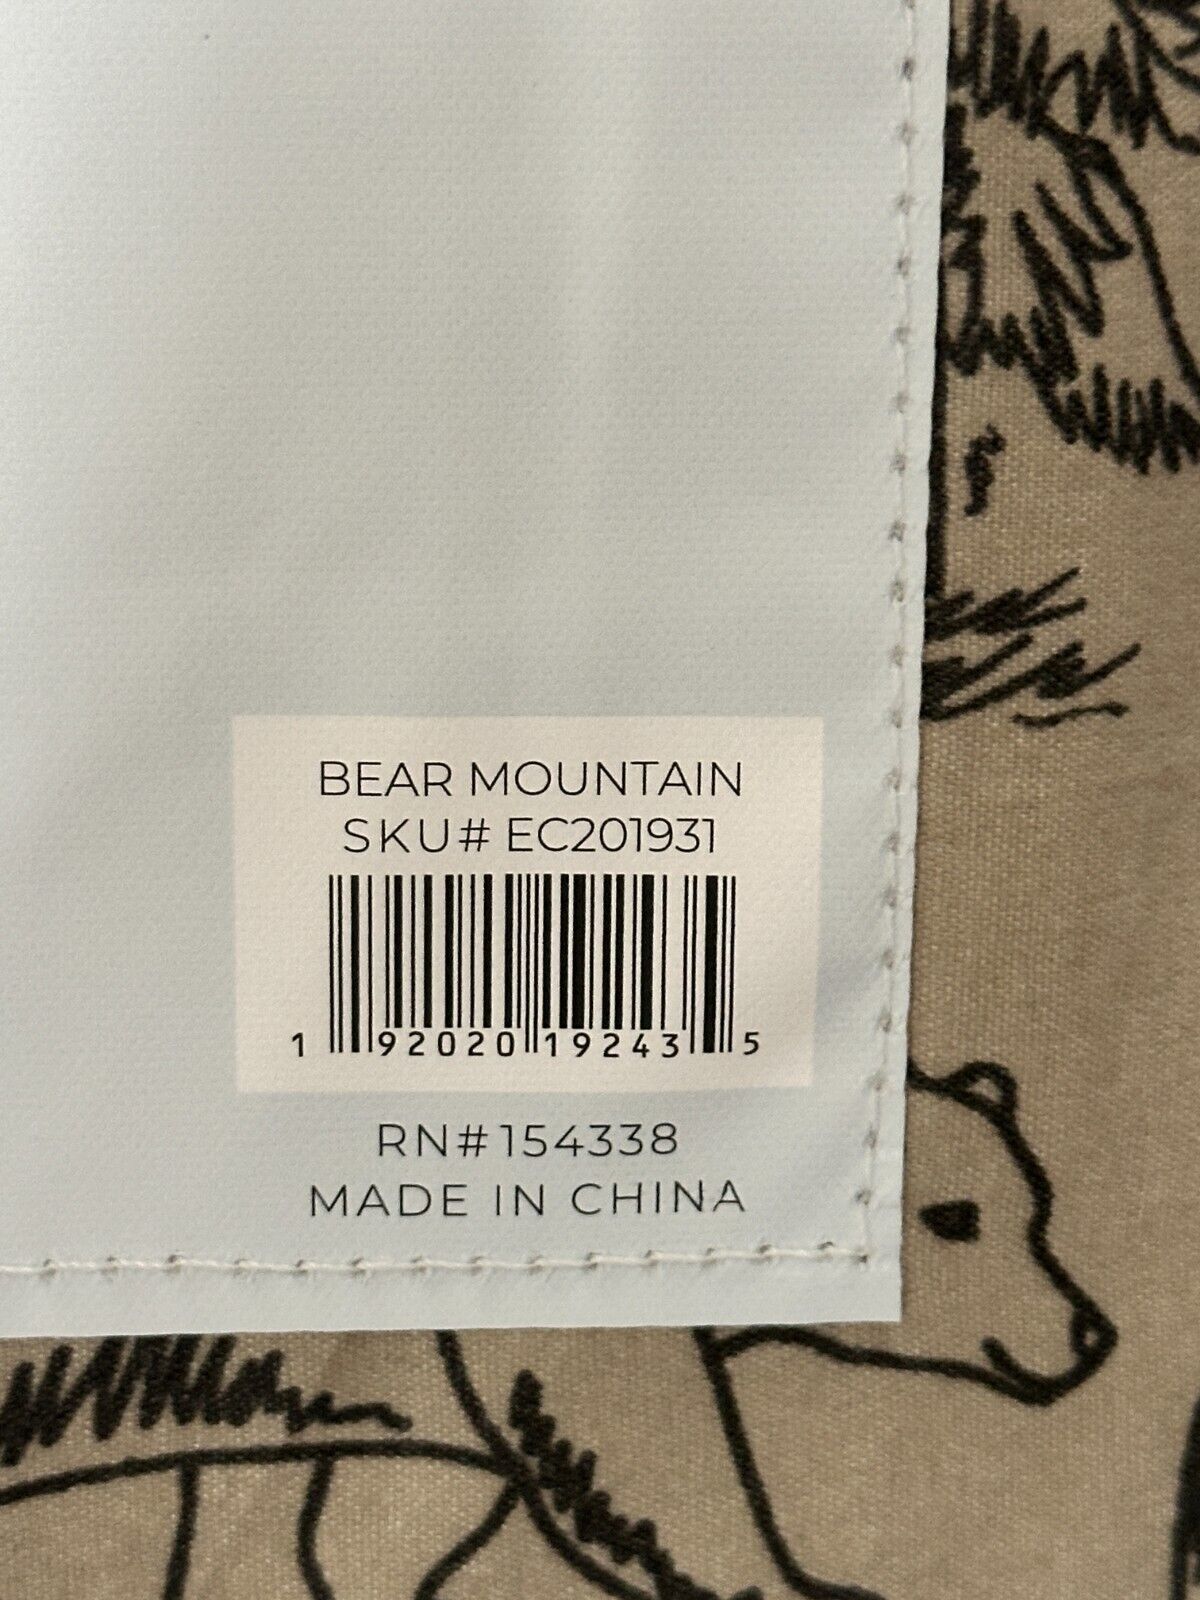 BEAR MOUNTAIN
SKU# EC201931
1 92020 19243 5
RN# 154338
MADE IN CHINA